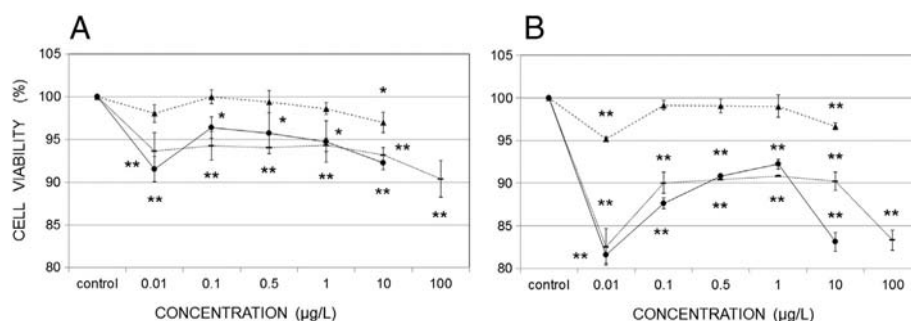 A
105
100
95
90
85
80
CELL VIABILITY (%)
*
* * *
** **
** ** ** ** **
**
control 0.01 0.1 0.5 1 10 100
CONCENTRATION (µg/L)
B
105
100
95
90
85
80
** **
** ** ** **
** ** ** **
** ** **
control 0.01 0.1 0.5 1 10 100
CONCENTRATION (µg/L)